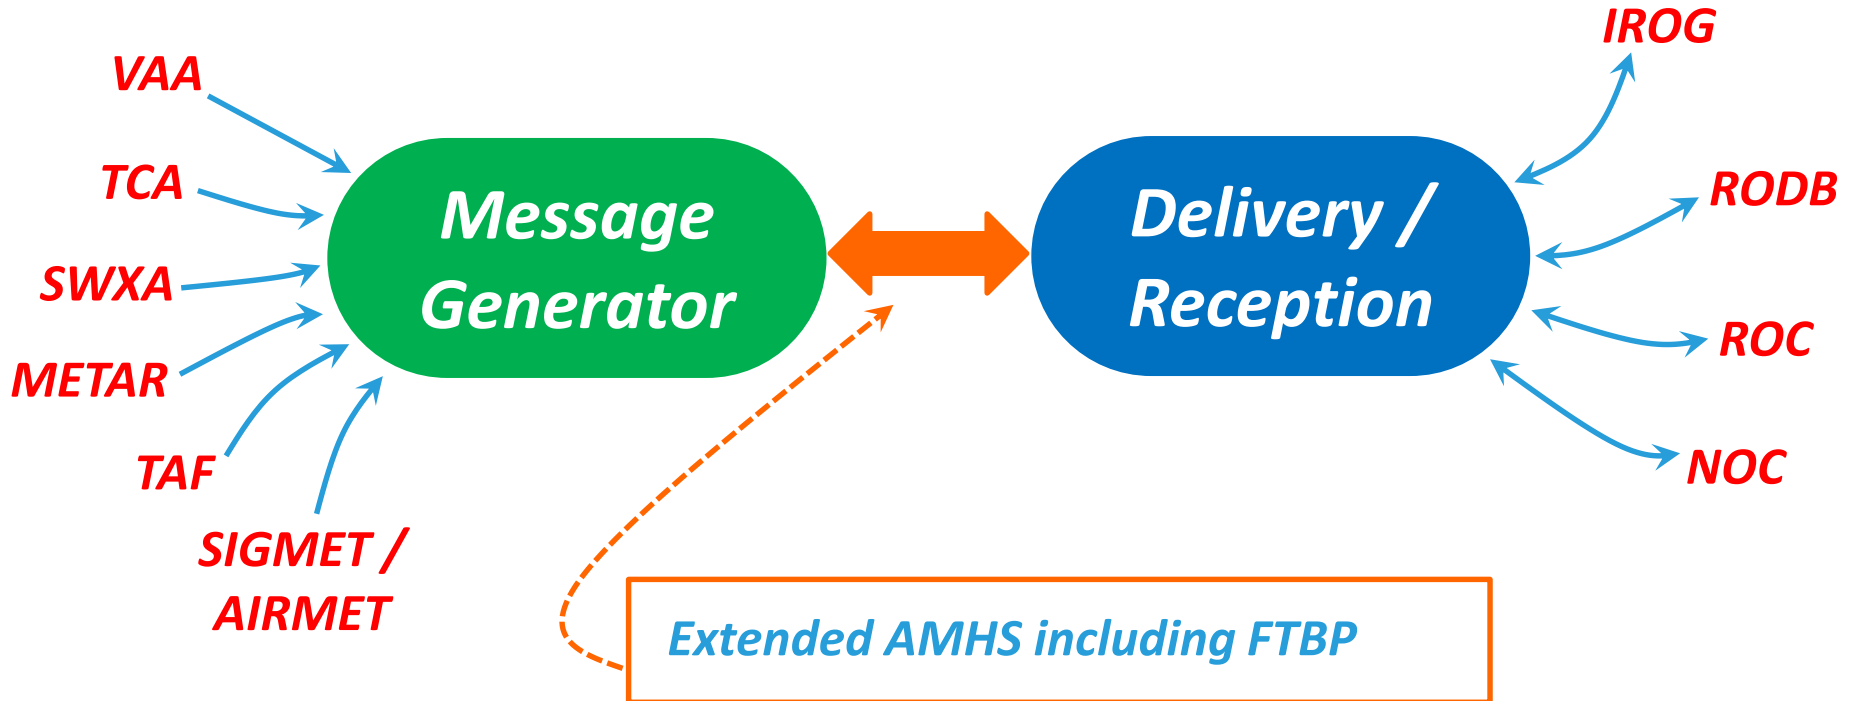 VAA
TCA
SWXA
METAR
TAF
SIGMET /
AIRMET
Message
Generator
Delivery /
Reception
IROG
RODB
ROC
NOC
Extended AMHS including FTBP